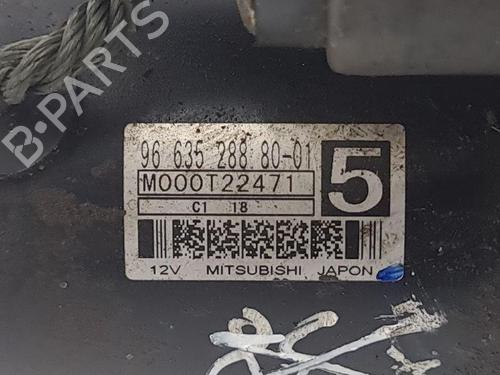 B-PARTS
96 635 288 80-01
M000T22471
5
C1 18
12V MITSUBISHI JAPON